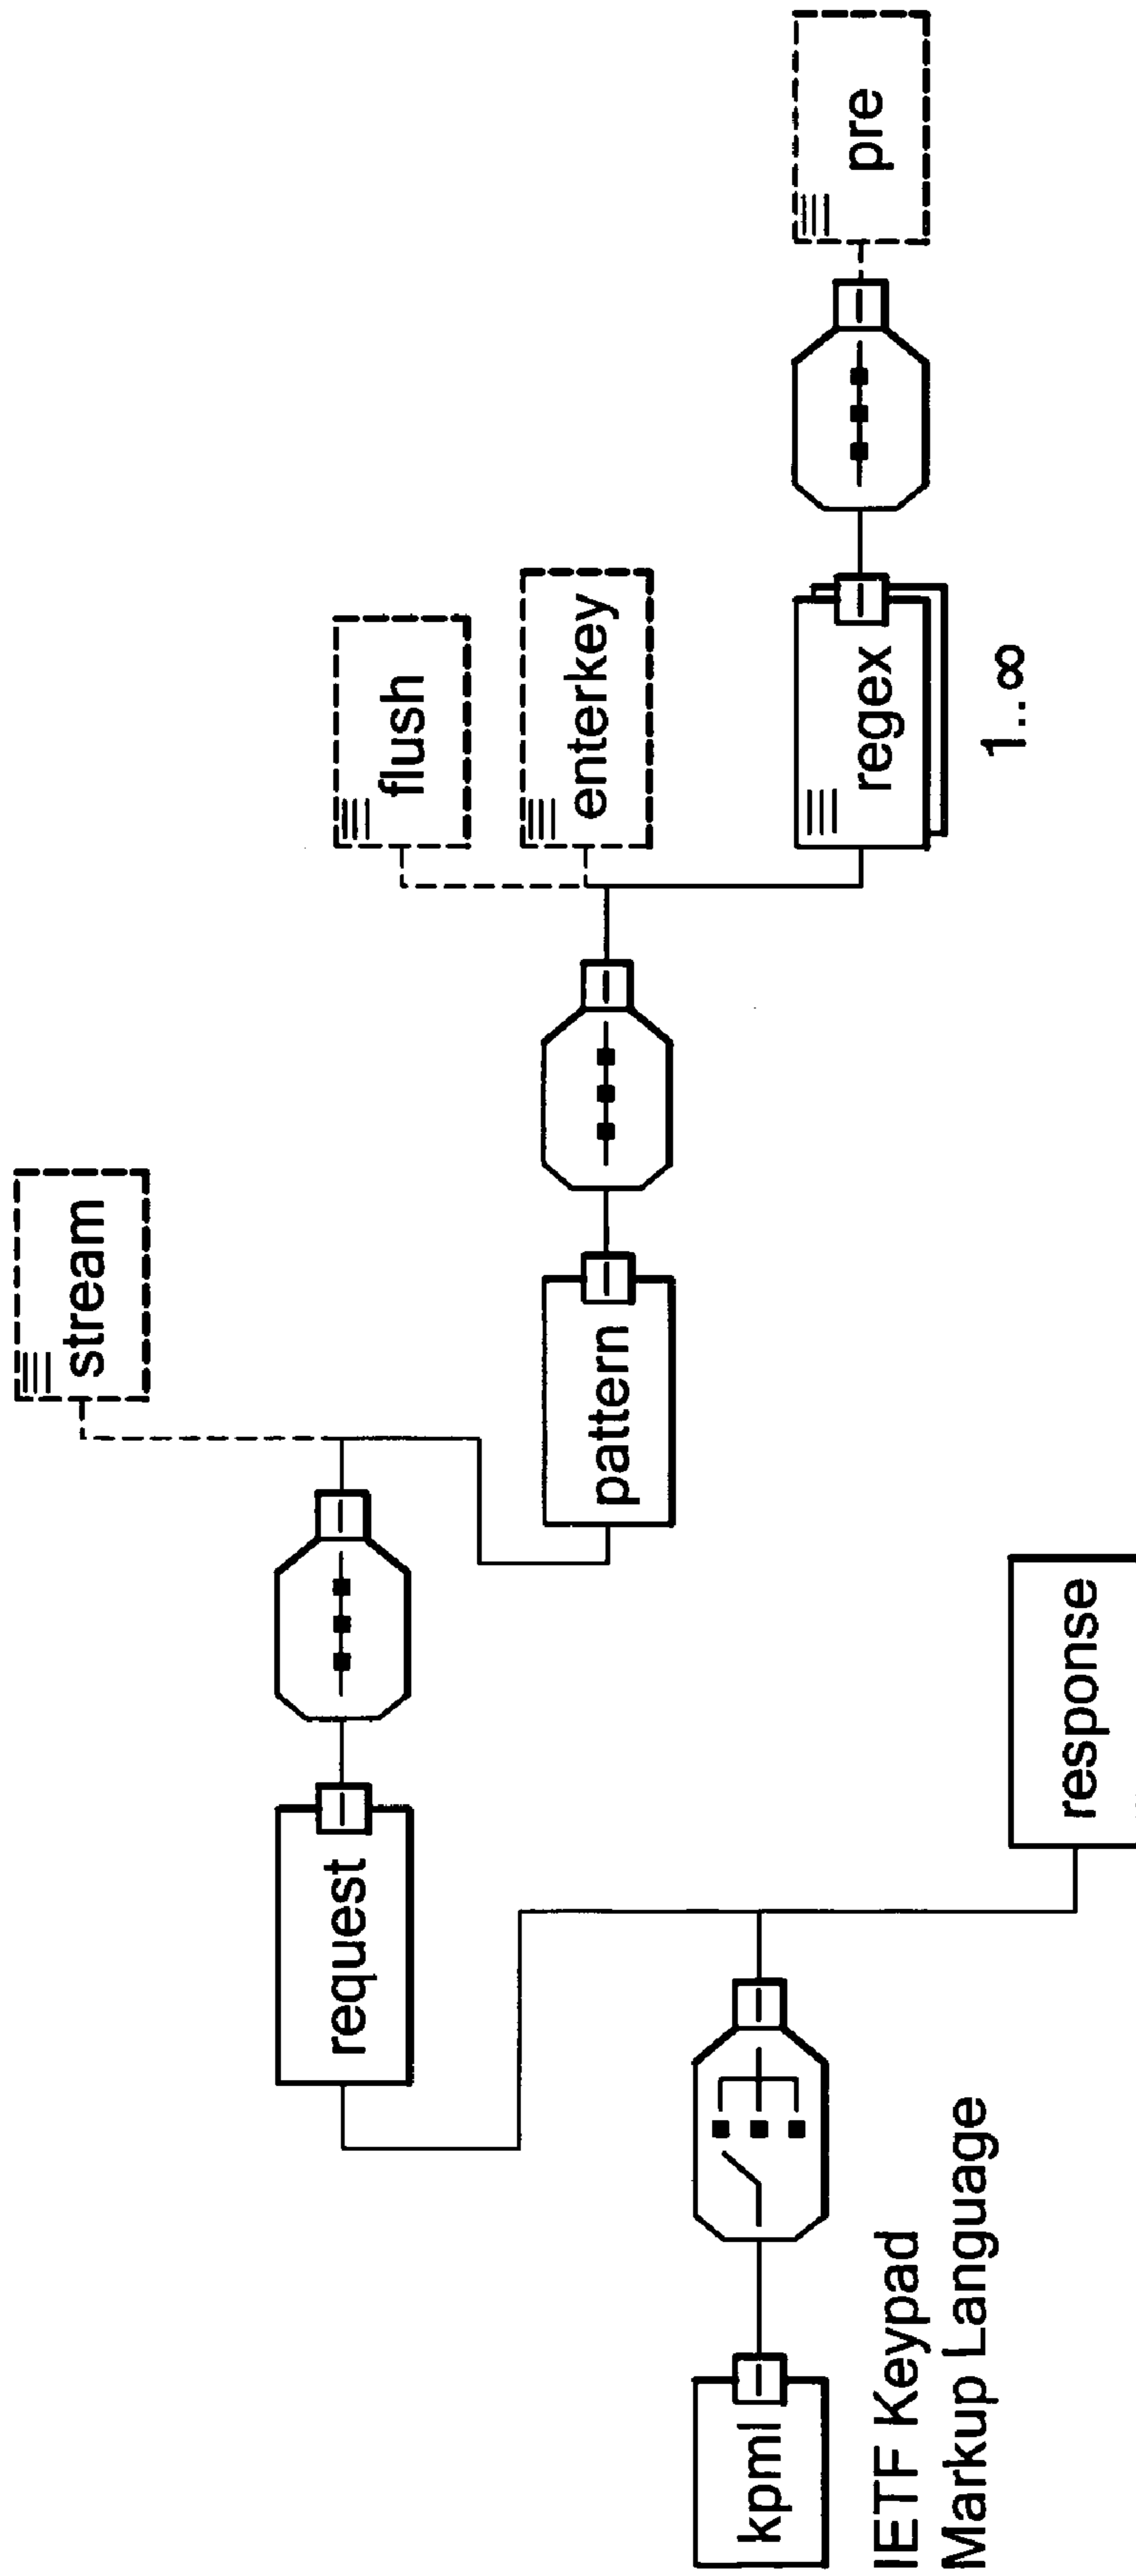 stream
request
flush
pattern
enterkey
kpml
IETF Keypad
Markup Language
regex
1..∞
pre
response